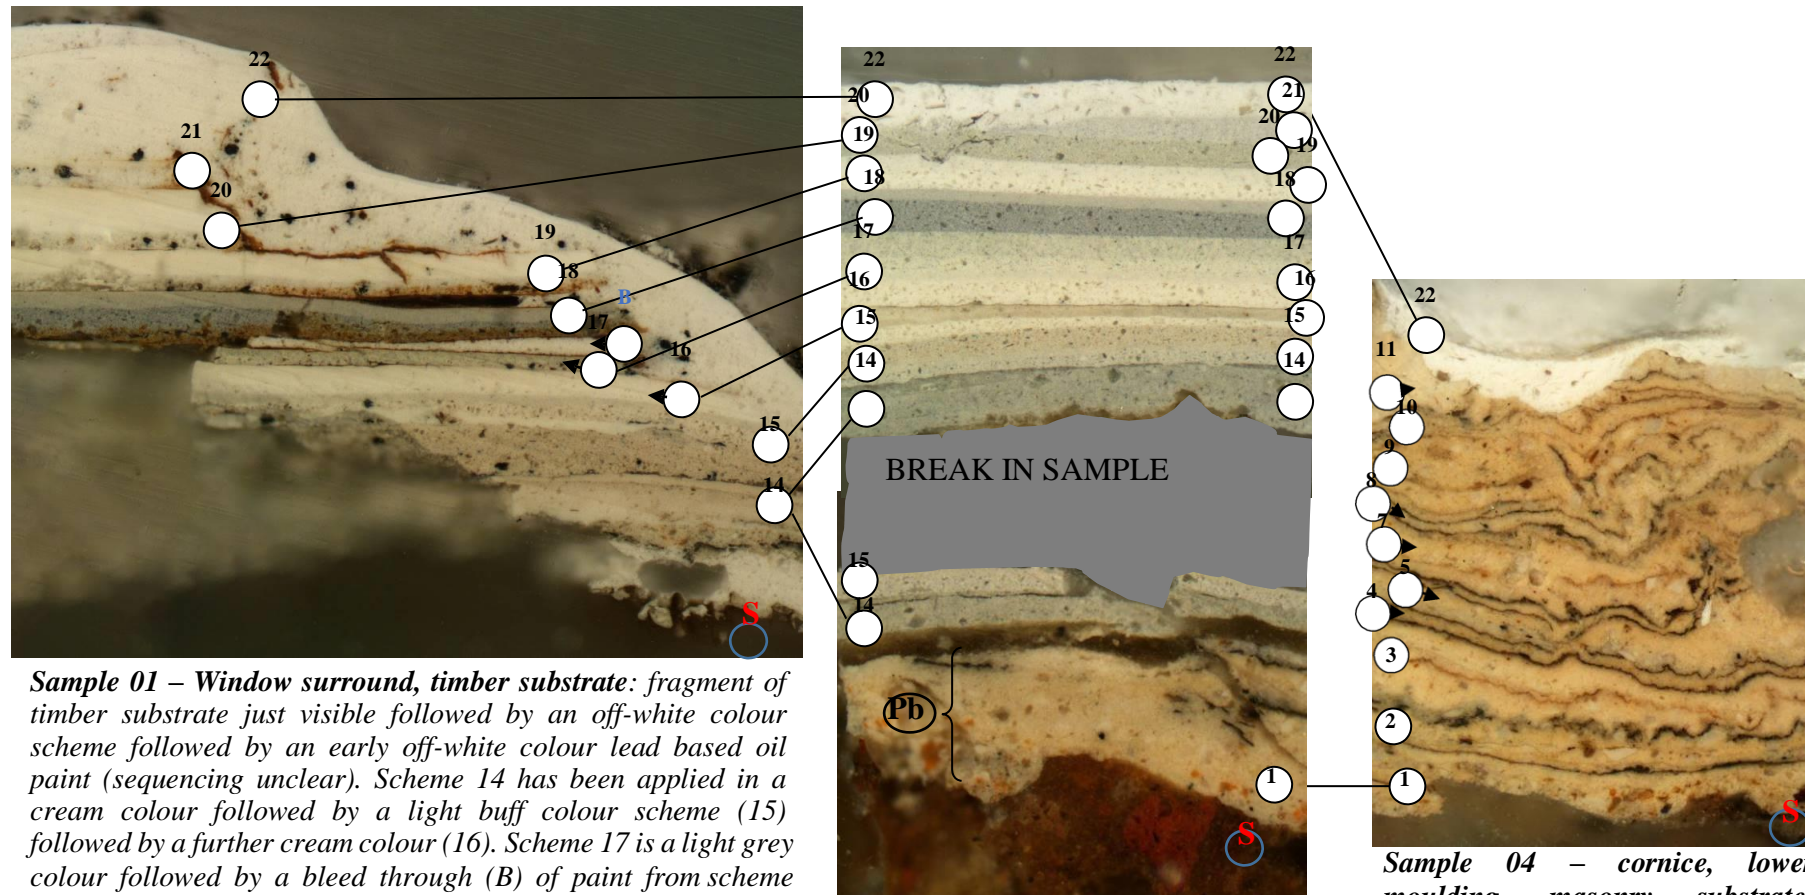 22
21
20
19
18
B
17
16
15
14
S
22
20
19
18
17
16
15
14
22
21
20
19
18
17
16
15
14
BREAK IN SAMPLE
15
14
Pb
1
S
22
11
10
9
8
7
5
4
3
2
1
S
Sample 01 – Window surround, timber substrate: fragment of
timber substrate just visible followed by an off-white colour
scheme followed by an early off-white colour lead based oil
paint (sequencing unclear). Scheme 14 has been applied in a
cream colour followed by a light buff colour scheme (15)
followed by a further cream colour (16). Scheme 17 is a light grey
colour followed by a bleed through (B) of paint from scheme
Sample 04 – cornice, lower
moulding, masonry substrate